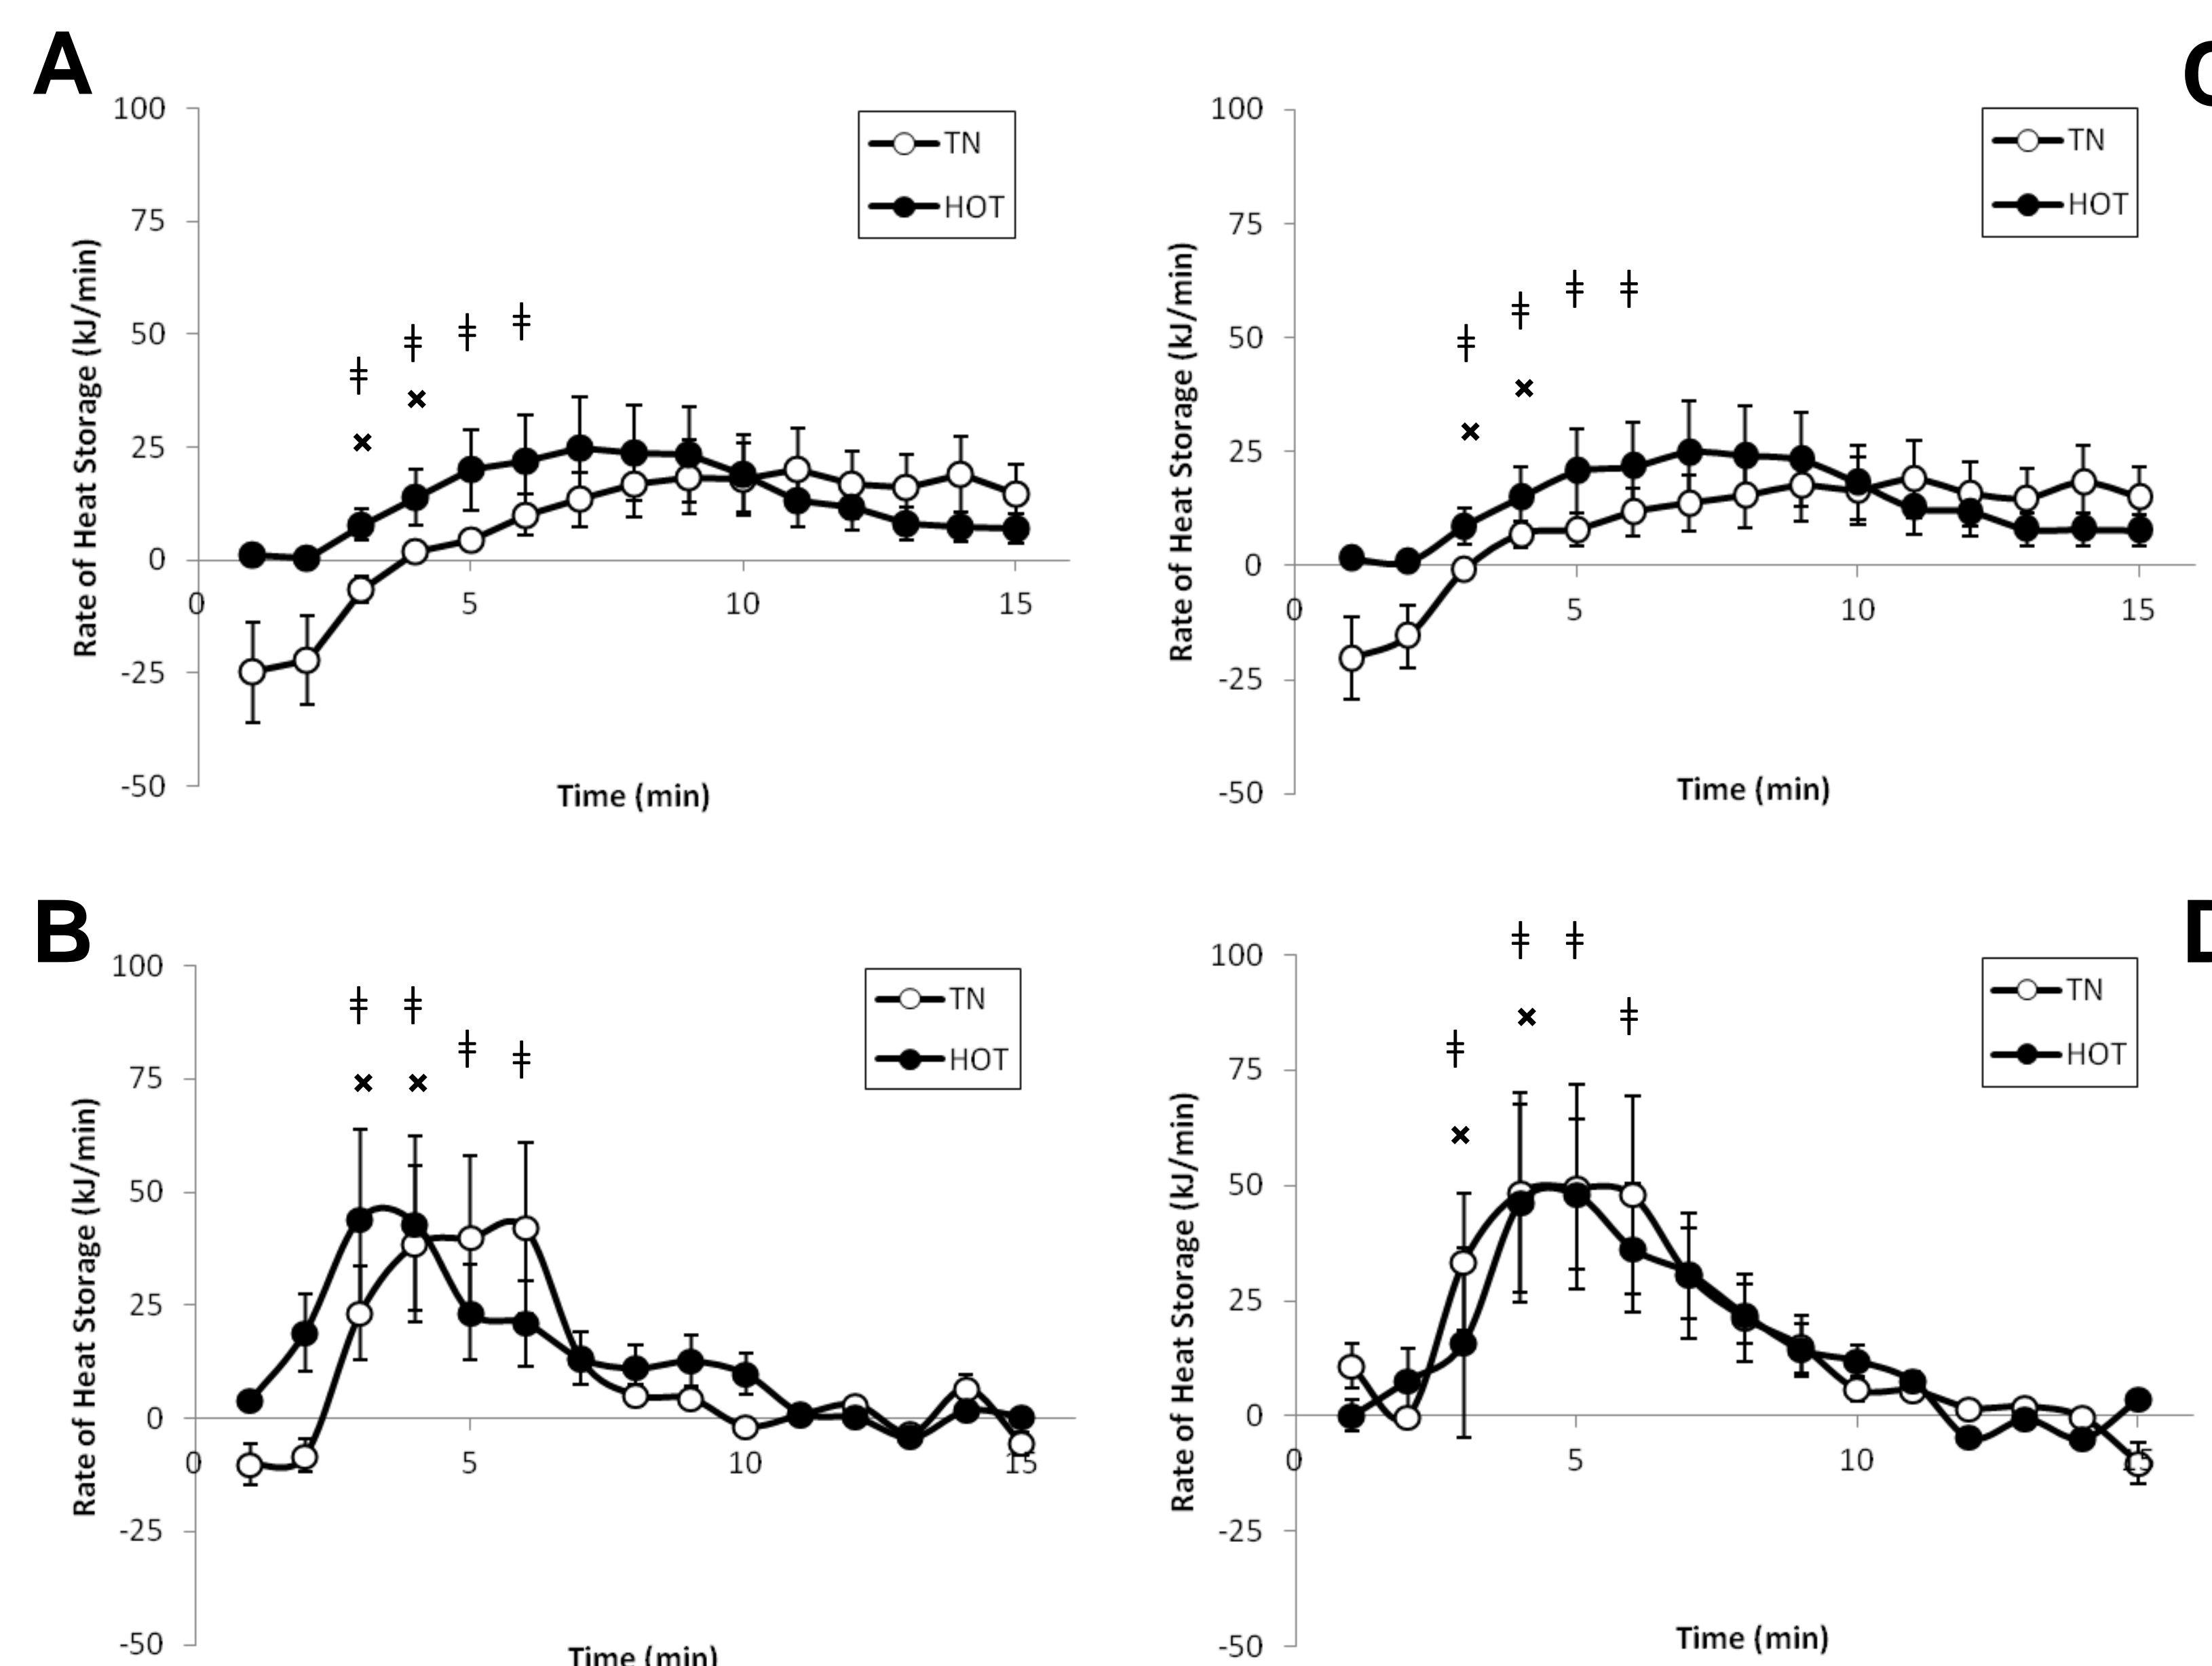 A
100
75
50
25
0
-25
-50
0
5
10
15
Rate of Heat Storage (kJ/min)
Time (min)
TN
HOT
‡ ‡ ‡ ‡
× ×
C
100
75
50
25
0
-25
-50
0
5
10
15
Rate of Heat Storage (kJ/min)
Time (min)
TN
HOT
‡ ‡ ‡ ‡
× ×
B
100
75
50
25
0
-25
-50
0
5
10
15
Rate of Heat Storage (kJ/min)
Time (min)
TN
HOT
‡ ‡ ‡ ‡
× ×
D
100
75
50
25
0
-25
-50
0
5
10
15
Rate of Heat Storage (kJ/min)
Time (min)
TN
HOT
‡ ‡ ‡ ‡
× ×